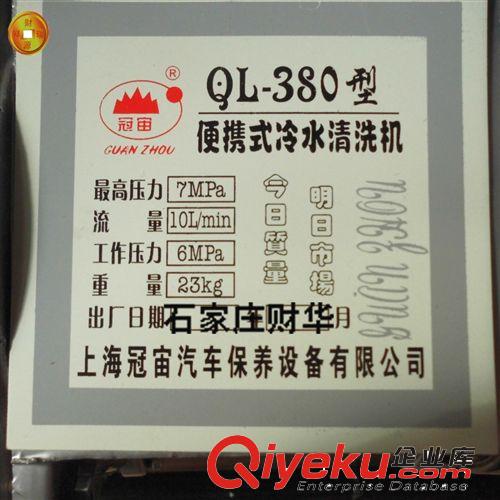 财
源
QL-380型
冠宙
®
GUAN ZHOU
便携式冷水清洗机
最高压力 7MPa
流量 10L/min
工作压力 6MPa
重量 23kg
出厂日期 月
今日质量
明日市場
石家庄财华
上海冠宙汽车保养设备有限公司
Qiyeku.com 企业库
Enterprise Database